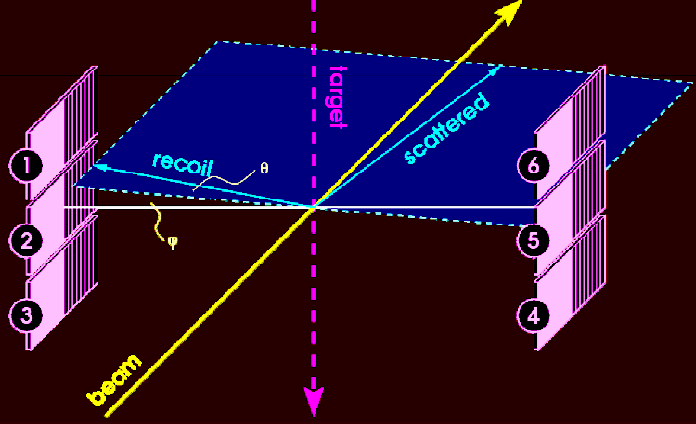 target
scattered
recoil
θ
φ
beam
1
2
3
6
5
4